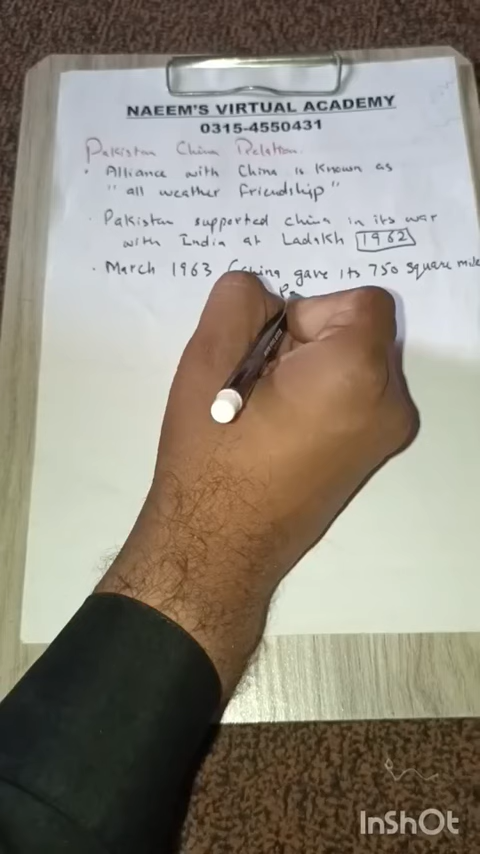 NAEEM'S VIRTUAL ACADEMY
0315-4550431
Pakistan China Relation.
• Alliance with China is known as
"all weather Friendship"
• Pakistan supported China in its war
with India at Ladakh 1962
• March 1963 (China gave its 750 square mile
InShOt